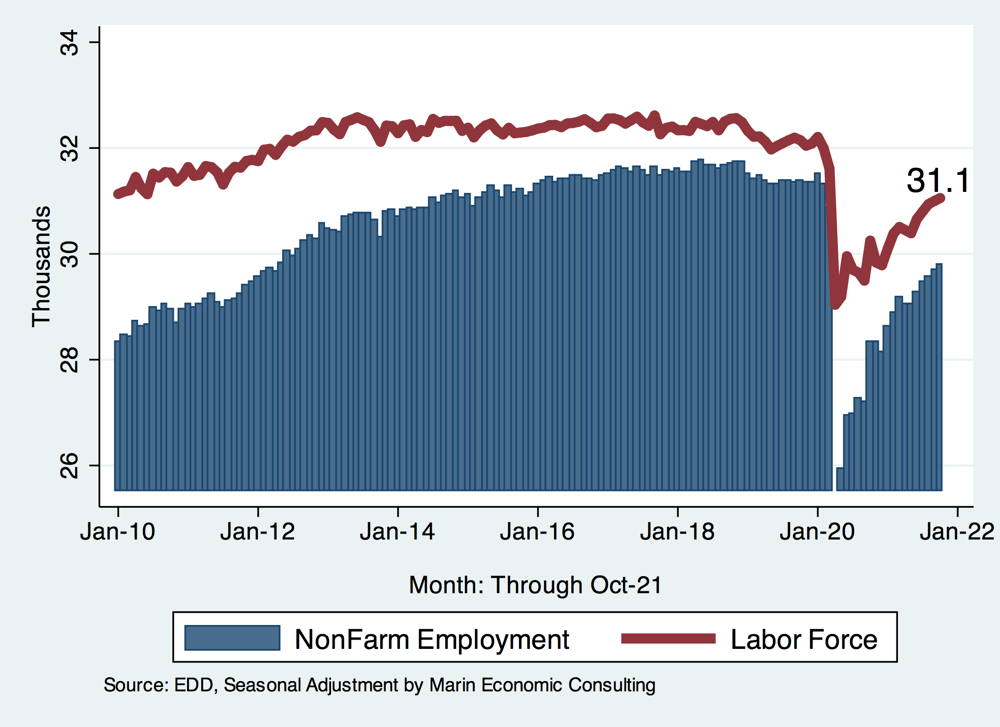 34
32
30
28
26
Thousands
31.1
Jan-10 Jan-12 Jan-14 Jan-16 Jan-18 Jan-20 Jan-22
Month: Through Oct-21
NonFarm Employment Labor Force
Source: EDD, Seasonal Adjustment by Marin Economic Consulting